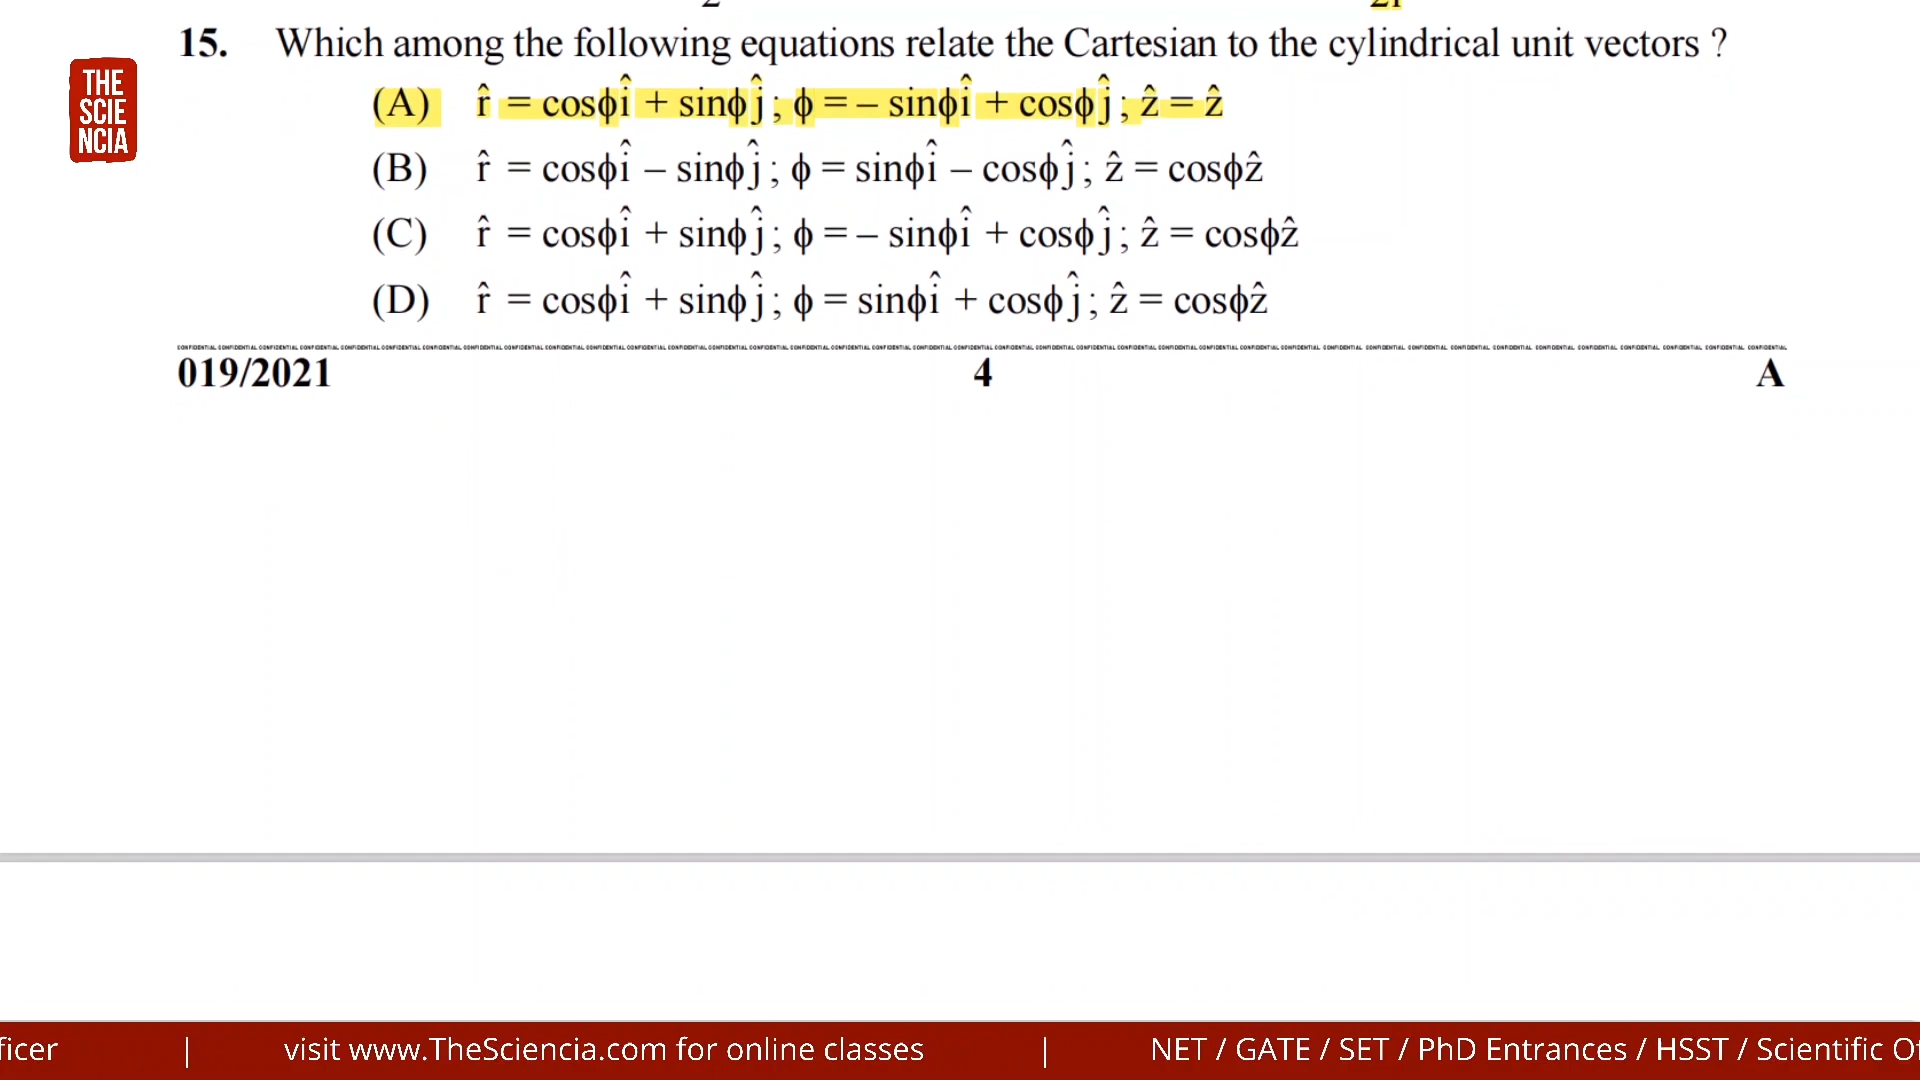 15. Which among the following equations relate the Cartesian to the cylindrical unit vectors ?
THE
SCIE
NCIA
(A) r̂ = cosϕî + sinϕĵ ; ϕ = – sinϕî + cosϕĵ ; ẑ = ẑ
(B) r̂ = cosϕî – sinϕĵ ; ϕ = sinϕî – cosϕĵ ; ẑ = cosϕẑ
(C) r̂ = cosϕî + sinϕĵ ; ϕ = – sinϕî + cosϕĵ ; ẑ = cosϕẑ
(D) r̂ = cosϕî + sinϕĵ ; ϕ = sinϕî + cosϕĵ ; ẑ = cosϕẑ
019/2021 4 A
ficer | visit www.TheSciencia.com for online classes | NET / GATE / SET / PhD Entrances / HSST / Scientific Of